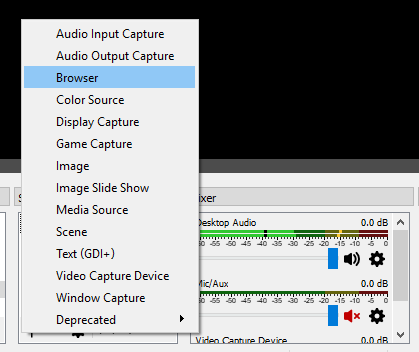 Audio Input Capture
Audio Output Capture
Browser
Color Source
Display Capture
Game Capture
Image
Image Slide Show
Media Source
Scene
Text (GDI+)
Video Capture Device
Window Capture
Deprecated
S
ixer
Desktop Audio 0.0 dB
-55 -50 -45 -40 -35 -30 -25 -20 -15 -10 -5 0
Mic/Aux 0.0 dB
-55 -50 -45 -40 -35 -30 -25 -20 -15 -10 -5 0
Video Capture Device 0.0 dB